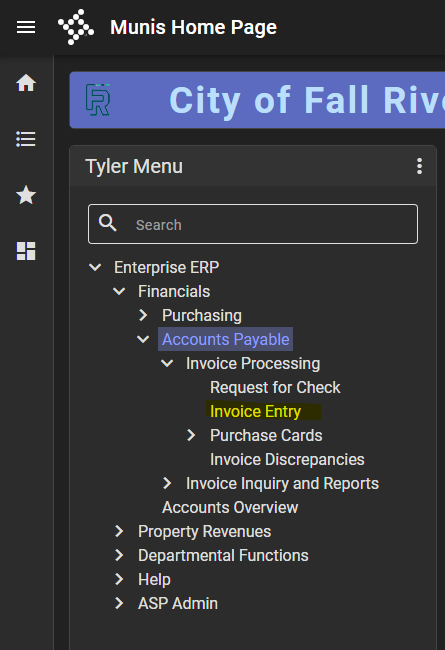 Munis Home Page
City of Fall Rive
Tyler Menu
Search
Enterprise ERP
Financials
Purchasing
Accounts Payable
Invoice Processing
Request for Check
Invoice Entry
Purchase Cards
Invoice Discrepancies
Invoice Inquiry and Reports
Accounts Overview
Property Revenues
Departmental Functions
Help
ASP Admin